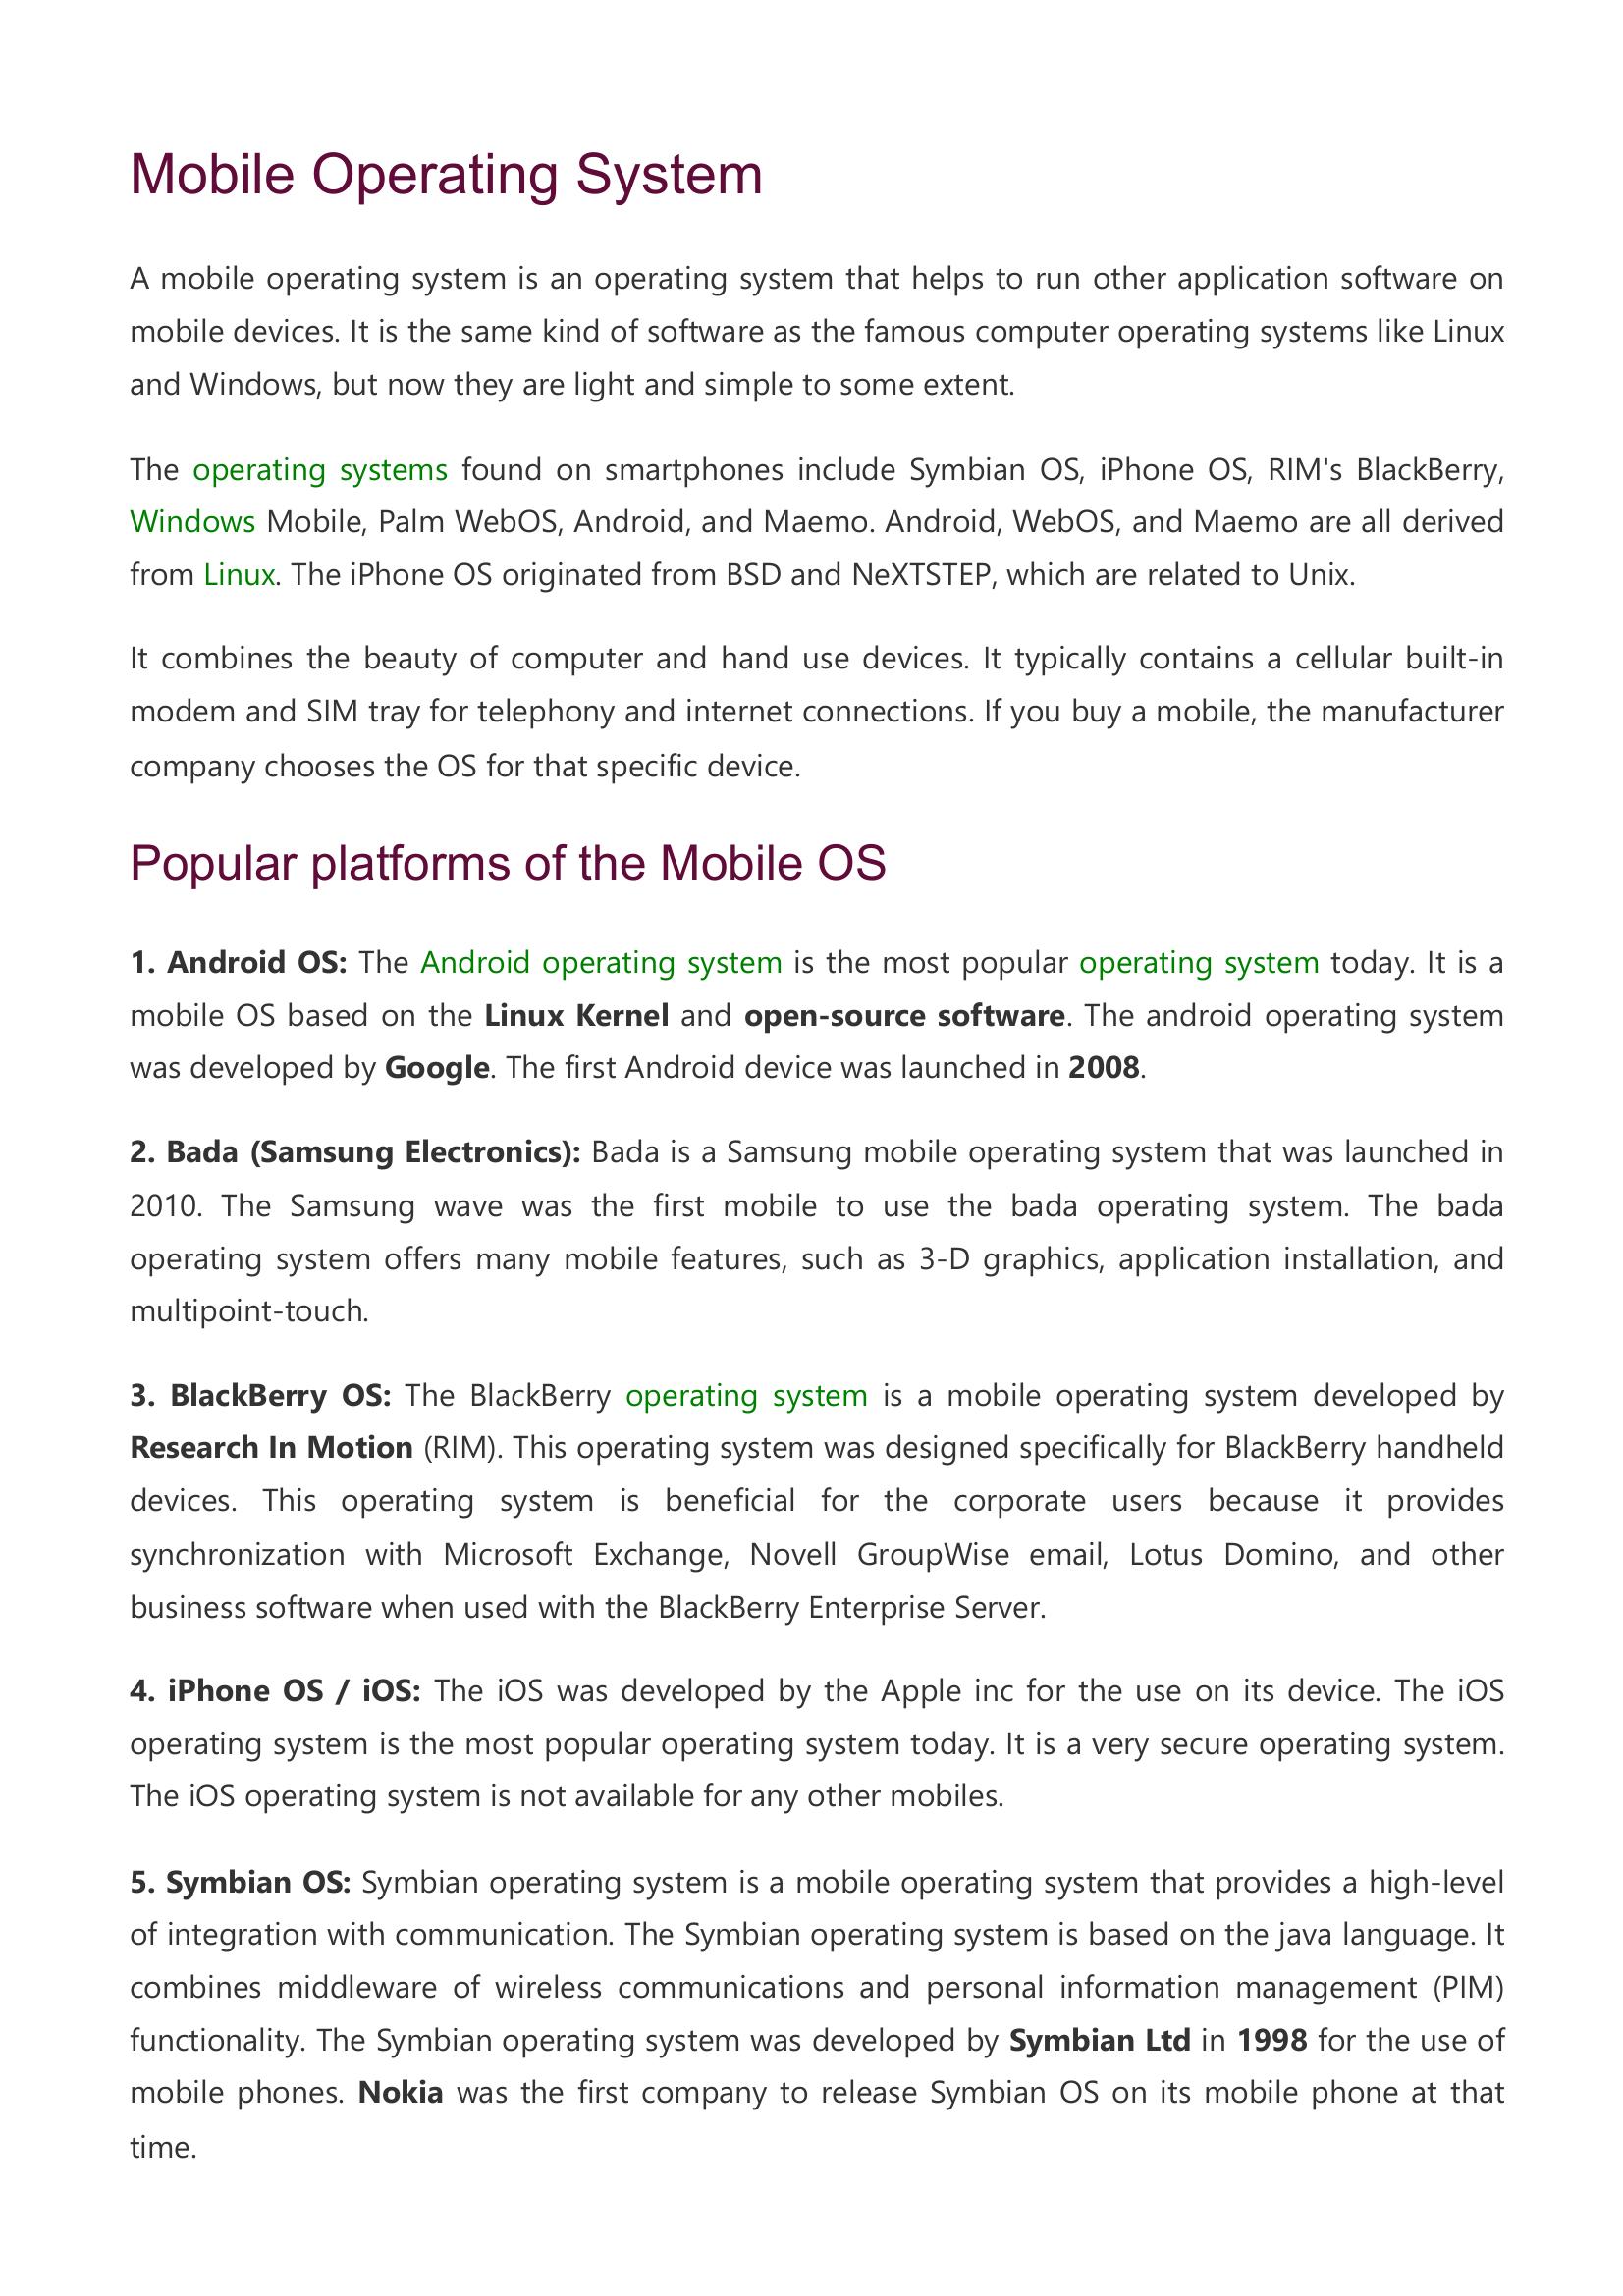 Mobile Operating System
A mobile operating system is an operating system that helps to run other application software on
mobile devices. It is the same kind of software as the famous computer operating systems like Linux
and Windows, but now they are light and simple to some extent.
The operating systems found on smartphones include Symbian OS, iPhone OS, RIM's BlackBerry,
Windows Mobile, Palm WebOS, Android, and Maemo. Android, WebOS, and Maemo are all derived
from Linux. The iPhone OS originated from BSD and NeXTSTEP, which are related to Unix.
It combines the beauty of computer and hand use devices. It typically contains a cellular built-in
modem and SIM tray for telephony and internet connections. If you buy a mobile, the manufacturer
company chooses the OS for that specific device.
Popular platforms of the Mobile OS
1. Android OS: The Android operating system is the most popular operating system today. It is a
mobile OS based on the Linux Kernel and open-source software. The android operating system
was developed by Google. The first Android device was launched in 2008.
2. Bada (Samsung Electronics): Bada is a Samsung mobile operating system that was launched in
2010. The Samsung wave was the first mobile to use the bada operating system. The bada
operating system offers many mobile features, such as 3-D graphics, application installation, and
multipoint-touch.
3. BlackBerry OS: The BlackBerry operating system is a mobile operating system developed by
Research In Motion (RIM). This operating system was designed specifically for BlackBerry handheld
devices. This operating system is beneficial for the corporate users because it provides
synchronization with Microsoft Exchange, Novell GroupWise email, Lotus Domino, and other
business software when used with the BlackBerry Enterprise Server.
4. iPhone OS / iOS: The iOS was developed by the Apple inc for the use on its device. The iOS
operating system is the most popular operating system today. It is a very secure operating system.
The iOS operating system is not available for any other mobiles.
5. Symbian OS: Symbian operating system is a mobile operating system that provides a high-level
of integration with communication. The Symbian operating system is based on the java language. It
combines middleware of wireless communications and personal information management (PIM)
functionality. The Symbian operating system was developed by Symbian Ltd in 1998 for the use of
mobile phones. Nokia was the first company to release Symbian OS on its mobile phone at that
time.